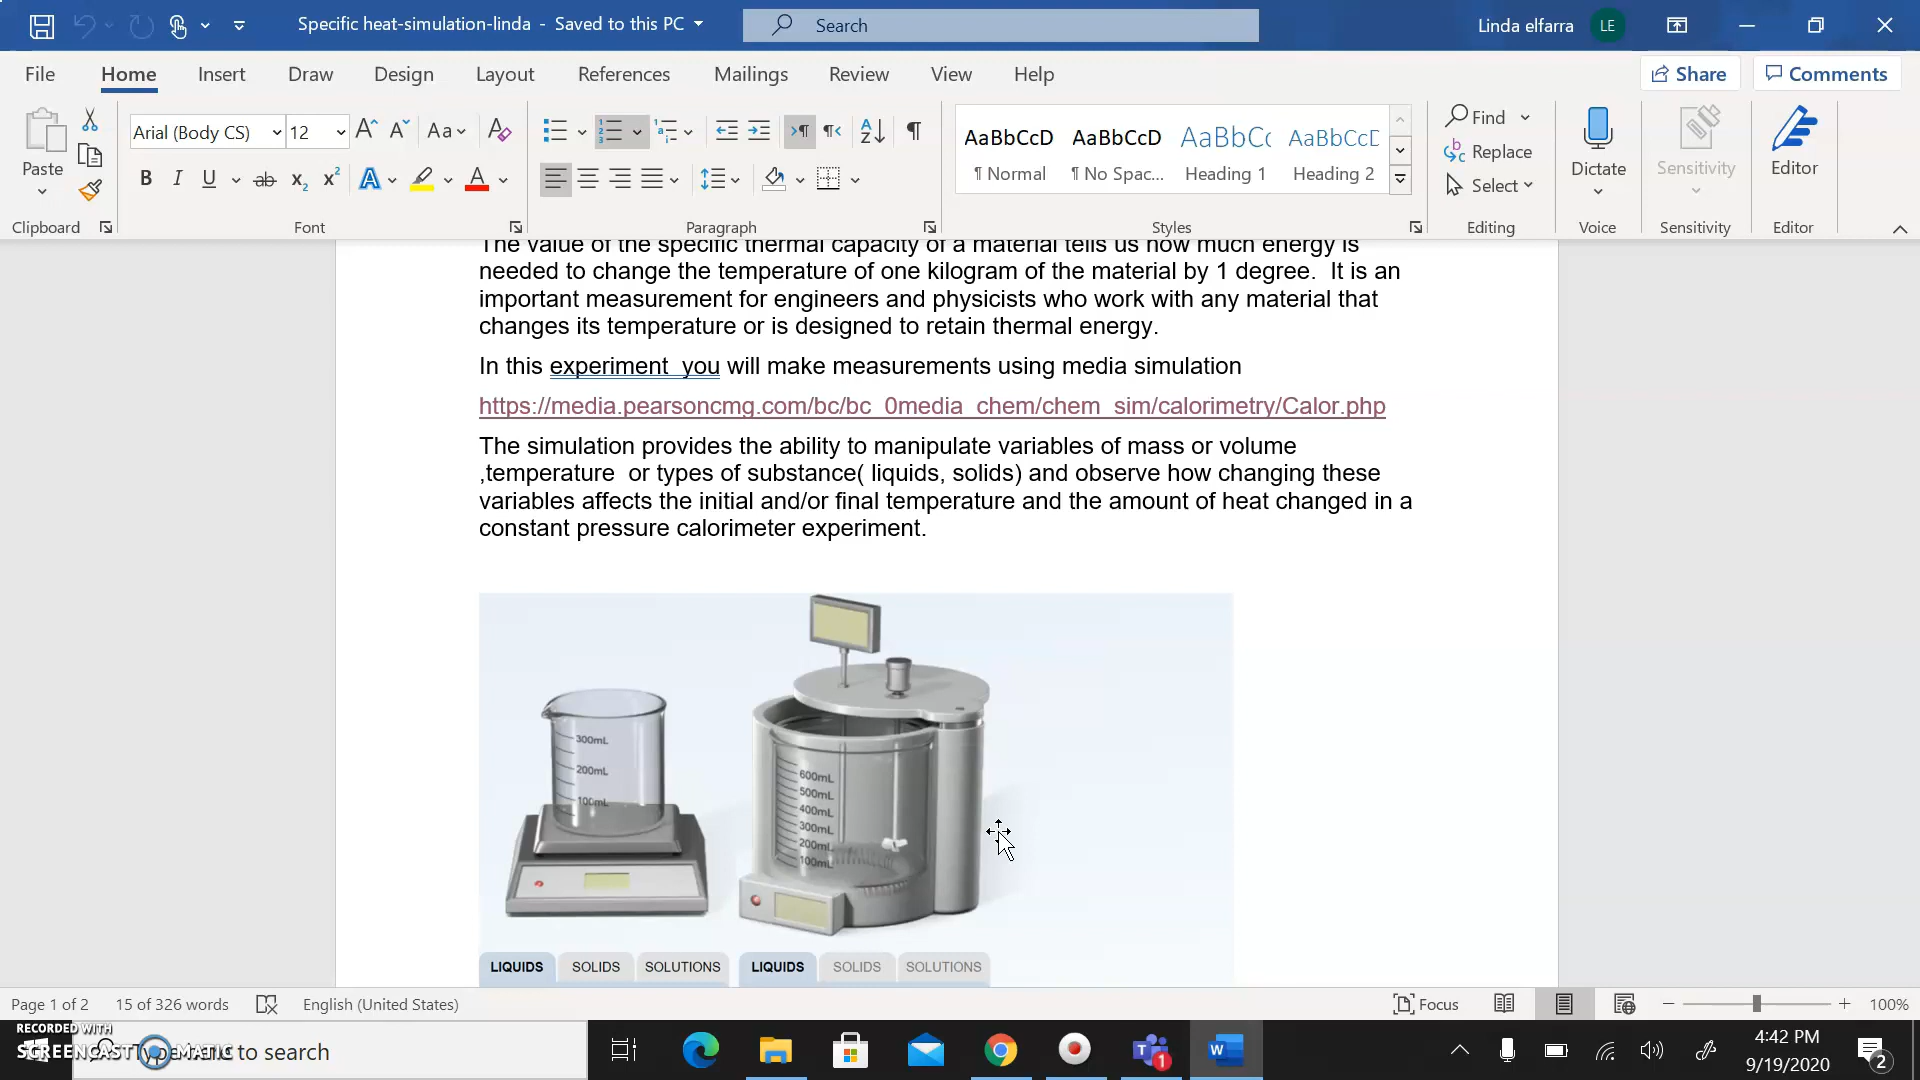 Specific heat-simulation-linda - Saved to this PC
Search
Linda elfarra
LE
File Home Insert Draw Design Layout References Mailings Review View Help
Share
Comments
Paste
Arial (Body CS)
12
Aa
B I U ab x₂ x² A A
AaBbCcD AaBbCcD AaBbCc AaBbCcE
¶ Normal ¶ No Spac... Heading 1 Heading 2
Find
Replace
Select
Dictate
Sensitivity
Editor
Clipboard Font Paragraph Styles Editing Voice Sensitivity Editor
The value of the specific thermal capacity of a material tells us how much energy is
needed to change the temperature of one kilogram of the material by 1 degree. It is an
important measurement for engineers and physicists who work with any material that
changes its temperature or is designed to retain thermal energy.
In this experiment you will make measurements using media simulation
https://media.pearsoncmg.com/bc/bc_0media_chem/chem_sim/calorimetry/Calor.php
The simulation provides the ability to manipulate variables of mass or volume
,temperature or types of substance( liquids, solids) and observe how changing these
variables affects the initial and/or final temperature and the amount of heat changed in a
constant pressure calorimeter experiment.
300mL
200mL
100mL
600mL
500mL
400mL
300mL
200mL
100mL
LIQUIDS SOLIDS SOLUTIONS LIQUIDS SOLIDS SOLUTIONS
Page 1 of 2 15 of 326 words English (United States)
Focus
100%
RECORDED WITH
SCREENCAST MATIC
to search
4:42 PM
9/19/2020
1
2